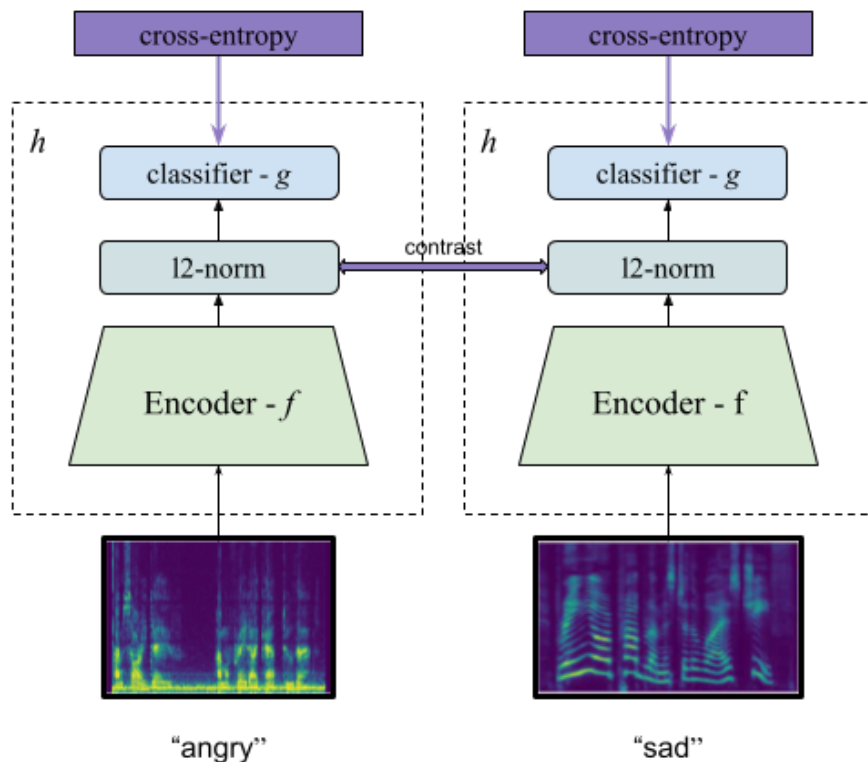 cross-entropy
h
classifier - g
l2-norm
Encoder - f
“angry”
contrast
cross-entropy
h
classifier - g
l2-norm
Encoder - f
“sad”